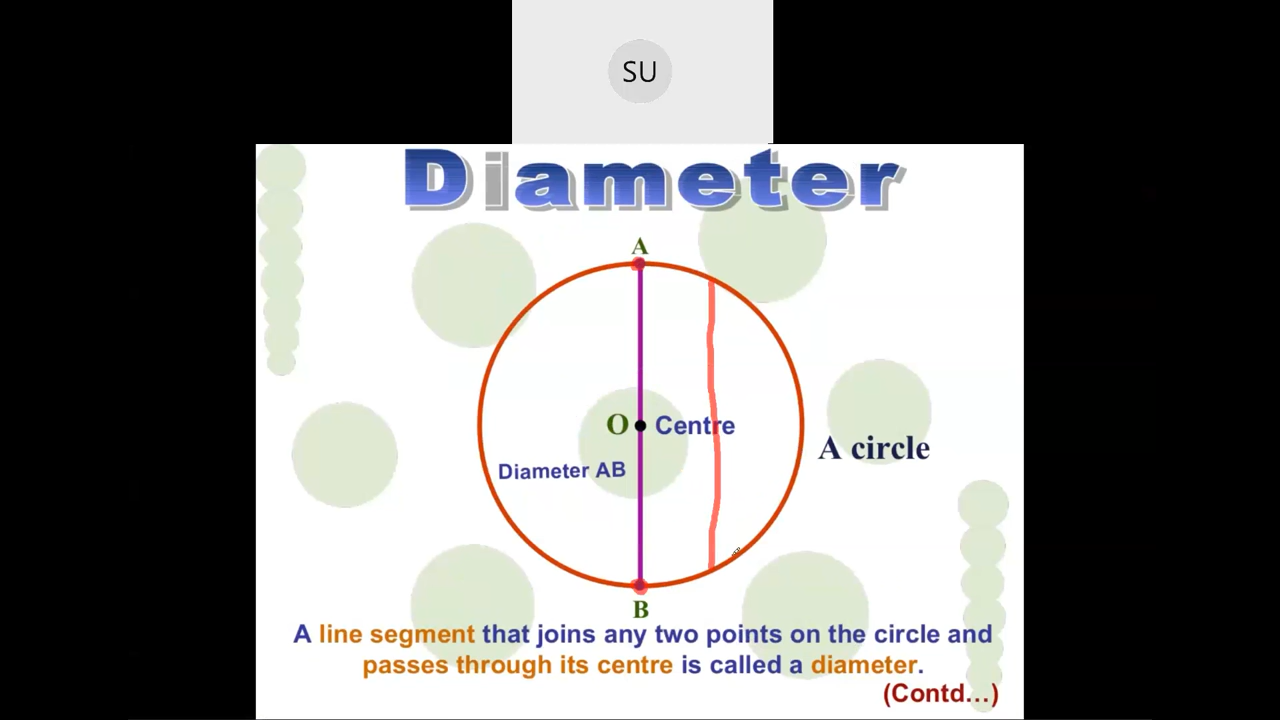 SU
Diameter
A
O Centre
Diameter AB
A circle
B
A line segment that joins any two points on the circle and
passes through its centre is called a diameter.
(Contd...)